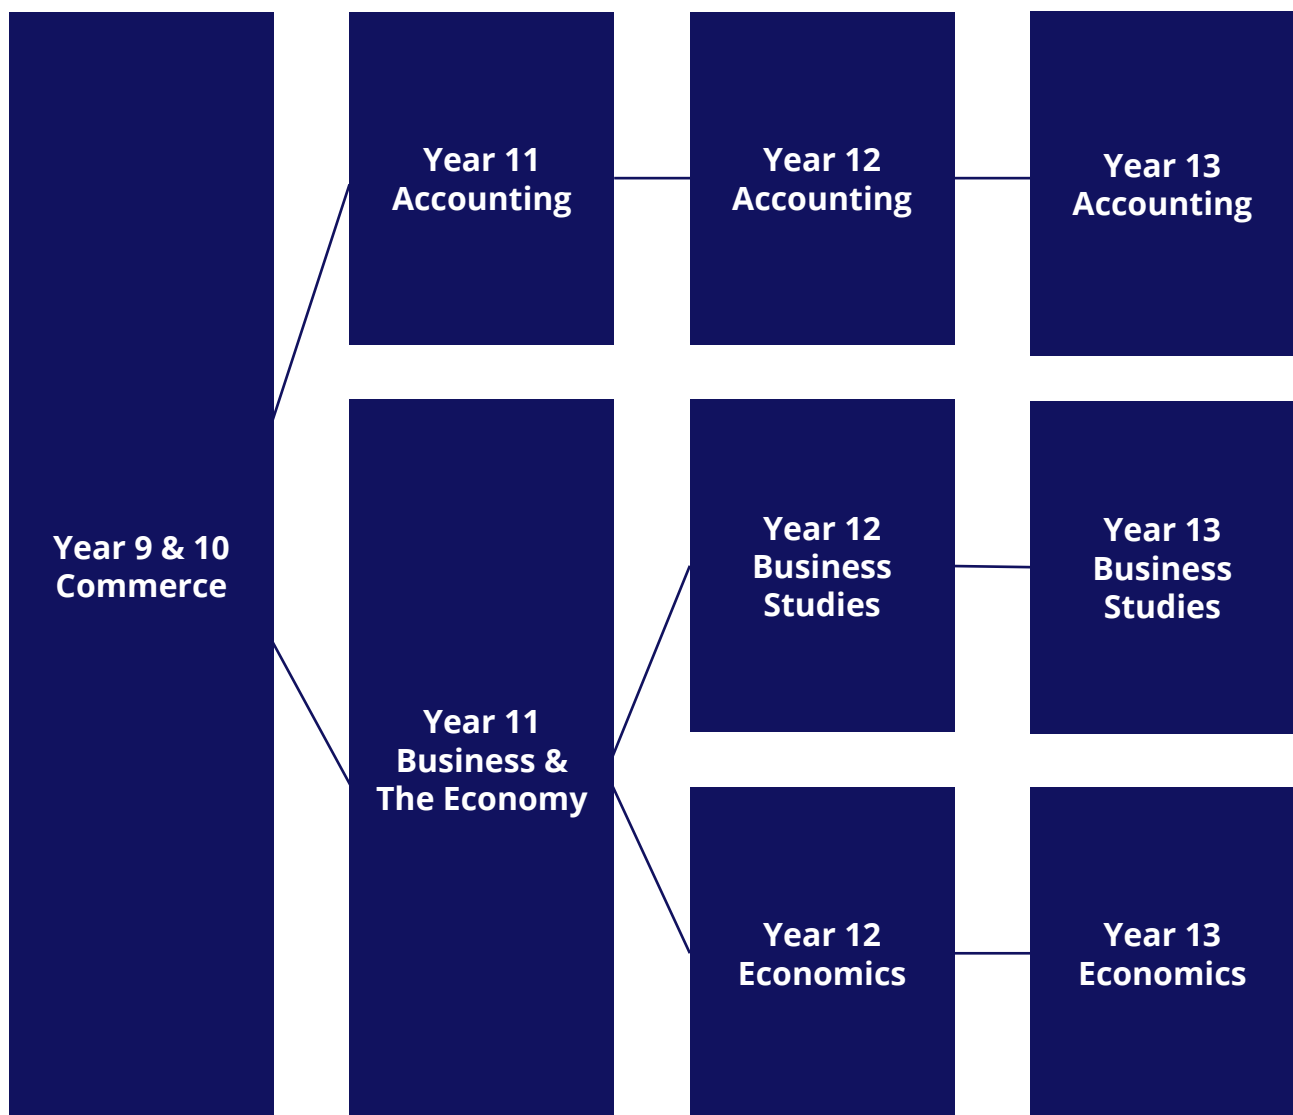 Year 9 & 10
Commerce
Year 11
Accounting
Year 12
Accounting
Year 13
Accounting
Year 11
Business &
The Economy
Year 12
Business
Studies
Year 13
Business
Studies
Year 12
Economics
Year 13
Economics